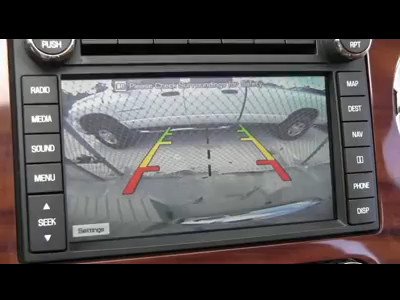 PUSH
RPT
RADIO
MEDIA
SOUND
MENU
SEEK
Please Check Surroundings for Safety
Settings
MAP
DEST
NAV
i
PHONE
DISP